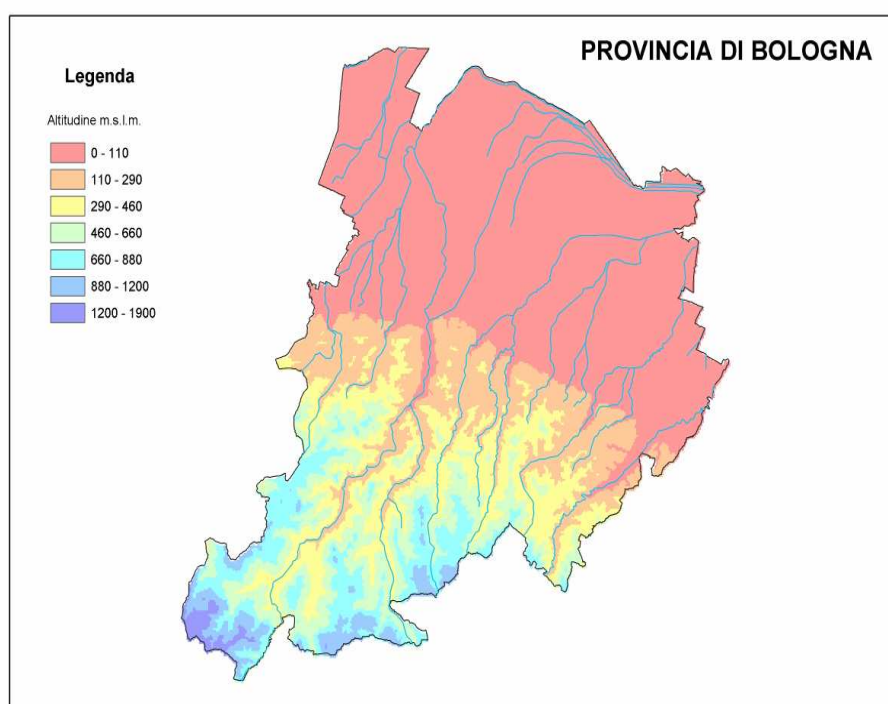 PROVINCIA DI BOLOGNA
Legenda
Altitudine m.s.l.m.
0 - 110
110 - 290
290 - 460
460 - 660
660 - 880
880 - 1200
1200 - 1900